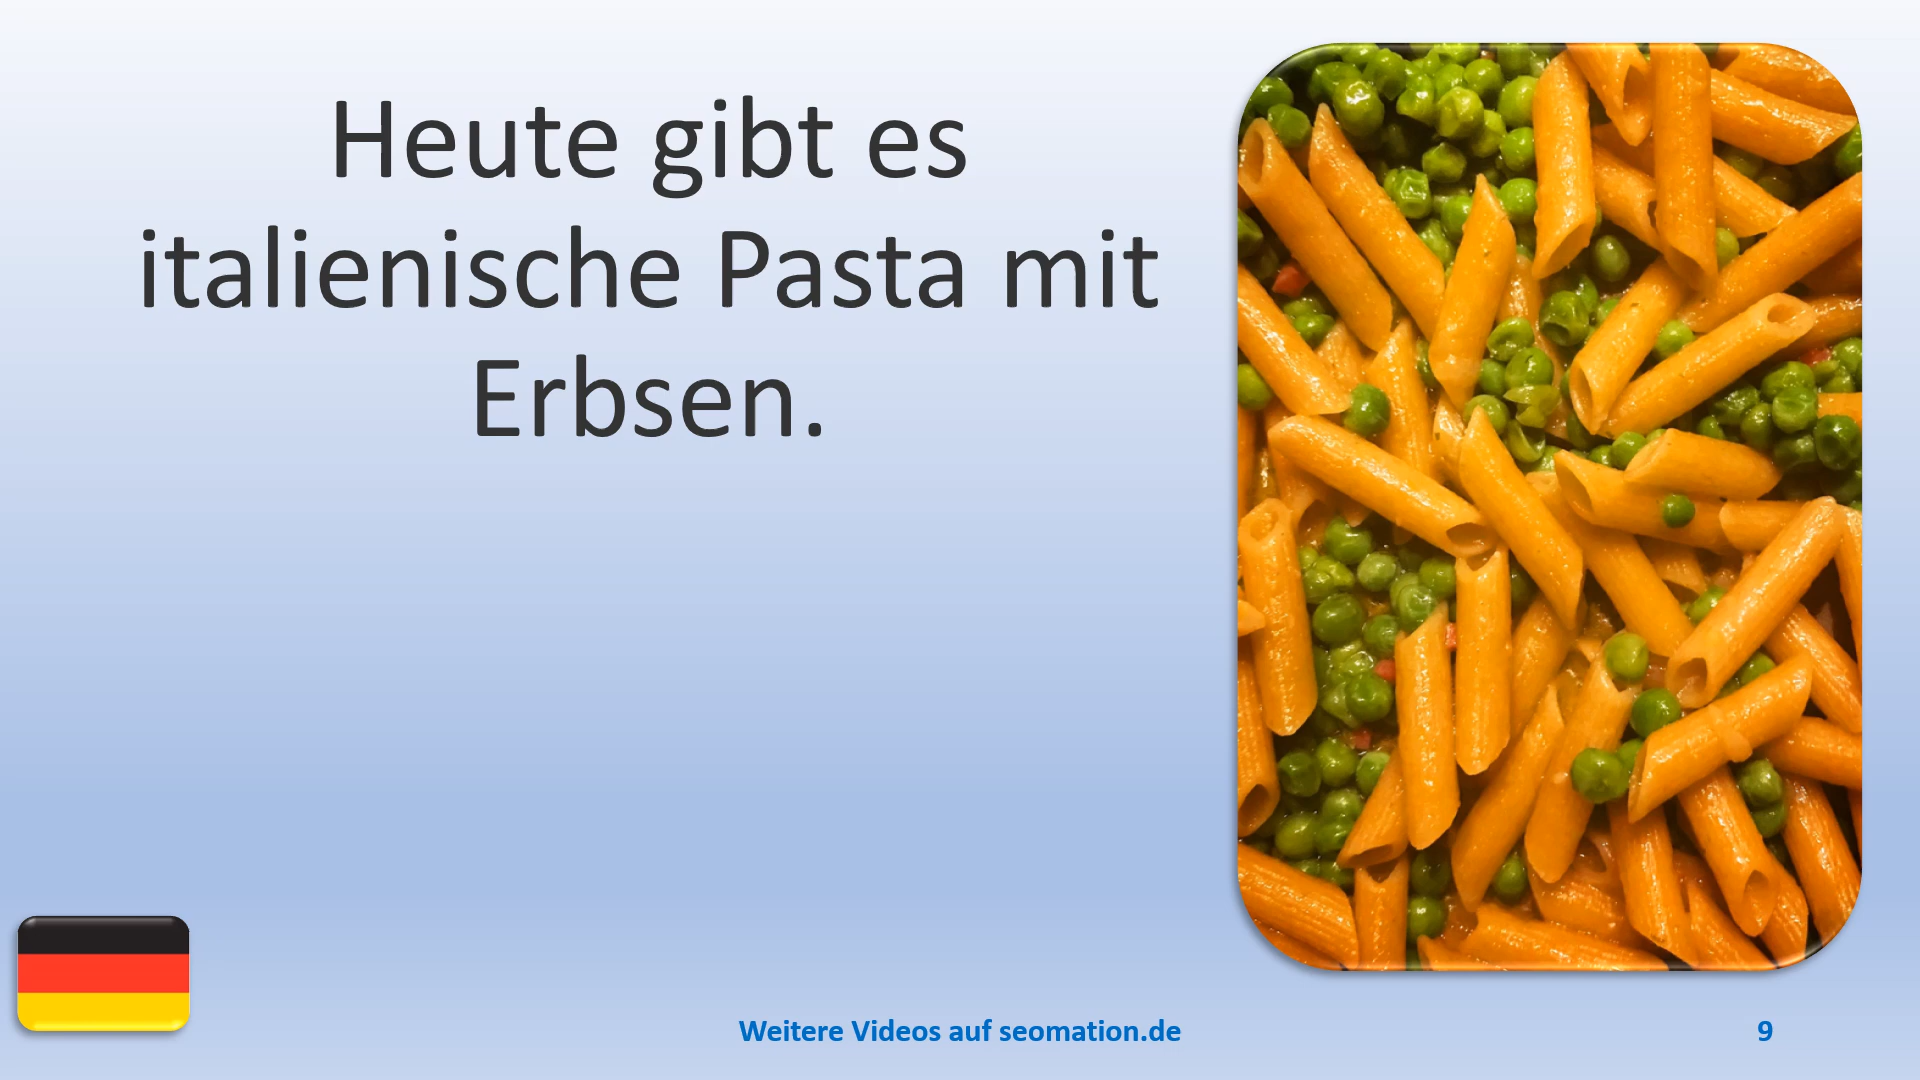 Heute gibt es
italienische Pasta mit
Erbsen.
Weitere Videos auf seomation.de
9